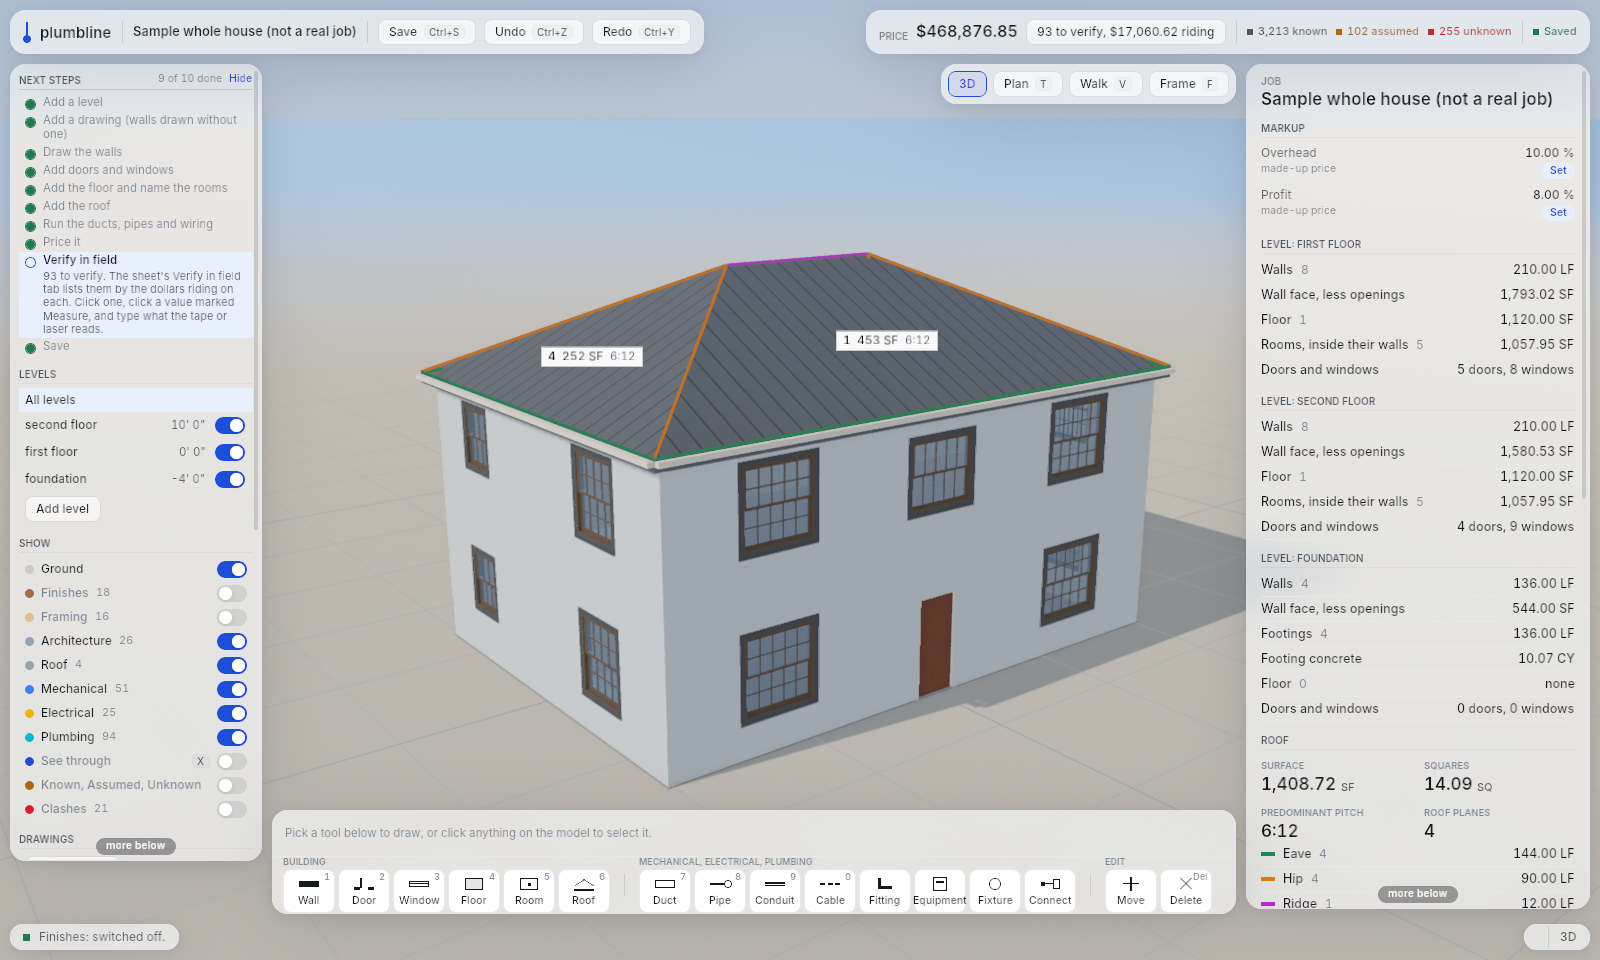 plumbline
Sample whole house (not a real job)
Save Ctrl+S
Undo Ctrl+Z
Redo Ctrl+Y
PRICE $468,876.85
93 to verify, $17,060.62 riding
3,213 known
102 assumed
255 unknown
Saved
NEXT STEPS 9 of 10 done Hide
Add a level
Add a drawing (walls drawn without
one)
Draw the walls
Add doors and windows
Add the floor and name the rooms
Add the roof
Run the ducts, pipes and wiring
Price it
Verify in field
93 to verify. The sheet's Verify in field
tab lists them by the dollars riding on
each. Click one, click a value marked
Measure, and type what the tape or
laser reads.
Save
LEVELS
All levels
second floor 10' 0"
first floor 0' 0"
foundation -4' 0"
Add level
SHOW
Ground
Finishes 18
Framing 16
Architecture 26
Roof 4
Mechanical 51
Electrical 25
Plumbing 94
See through X
Known, Assumed, Unknown
Clashes 21
DRAWINGS
more below
Finishes: switched off.
3D
Plan T
Walk V
Frame F
4 252 SF 6:12
1 453 SF 6:12
Pick a tool below to draw, or click anything on the model to select it.
BUILDING
Wall 1
Door 2
Window 3
Floor 4
Room 5
Roof 6
MECHANICAL, ELECTRICAL, PLUMBING
Duct 7
Pipe 8
Conduit 9
Cable 0
Fitting
Equipment
Fixture
Connect
EDIT
Move
Delete Del
JOB
Sample whole house (not a real job)
MARKUP
Overhead 10.00 %
made-up price Set
Profit 8.00 %
made-up price Set
LEVEL: FIRST FLOOR
Walls 8 210.00 LF
Wall face, less openings 1,793.02 SF
Floor 1 1,120.00 SF
Rooms, inside their walls 5 1,057.95 SF
Doors and windows 5 doors, 8 windows
LEVEL: SECOND FLOOR
Walls 8 210.00 LF
Wall face, less openings 1,580.53 SF
Floor 1 1,120.00 SF
Rooms, inside their walls 5 1,057.95 SF
Doors and windows 4 doors, 9 windows
LEVEL: FOUNDATION
Walls 4 136.00 LF
Wall face, less openings 544.00 SF
Footings 4 136.00 LF
Footing concrete 10.07 CY
Floor 0 none
Doors and windows 0 doors, 0 windows
ROOF
SURFACE SQUARES
1,408.72 SF 14.09 SQ
PREDOMINANT PITCH ROOF PLANES
6:12 4
Eave 4 144.00 LF
Hip 4 90.00 LF
more below
Ridge 1 12.00 LF
3D